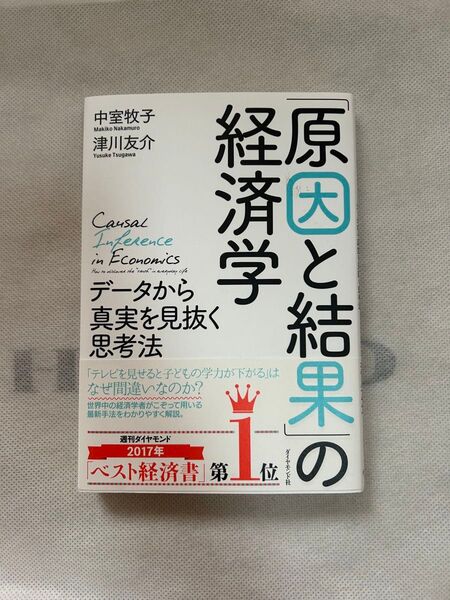 「原因と結果」の
経済学
中室牧子
Makiko Nakamuro
津川友介
Yusuke Tsugawa
Causal
Inference
in Economics
How to discover the "truth" in everyday life
データから
真実を見抜く
思考法
「テレビを見せると子どもの学力が下がる」は
なぜ間違いなのか?
世界中の経済学者がこぞって用いる
最新手法をわかりやすく解説。
週刊ダイヤモンド
2017年
「ベスト経済書」第1位
ダイヤモンド社